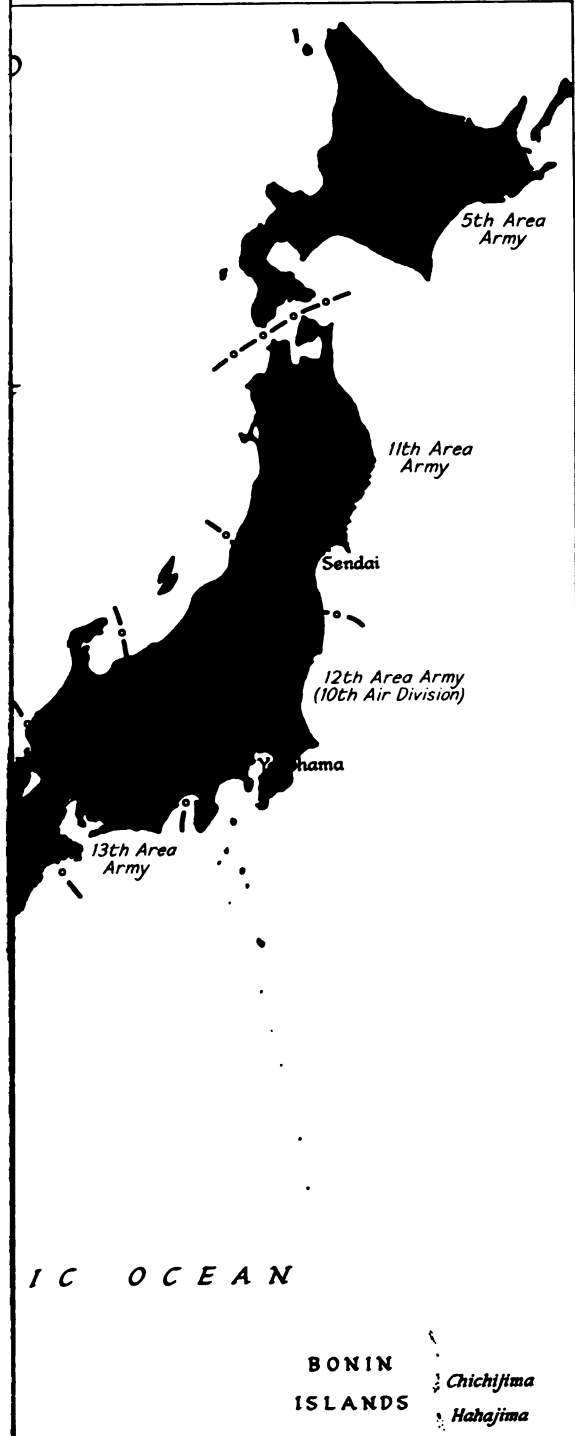 5th Area
Army
11th Area
Army
Sendai
12th Area Army
(10th Air Division)
hama
13th Area
Army
IC OCEAN
BONIN
ISLANDS
Chichijima
Hahajima